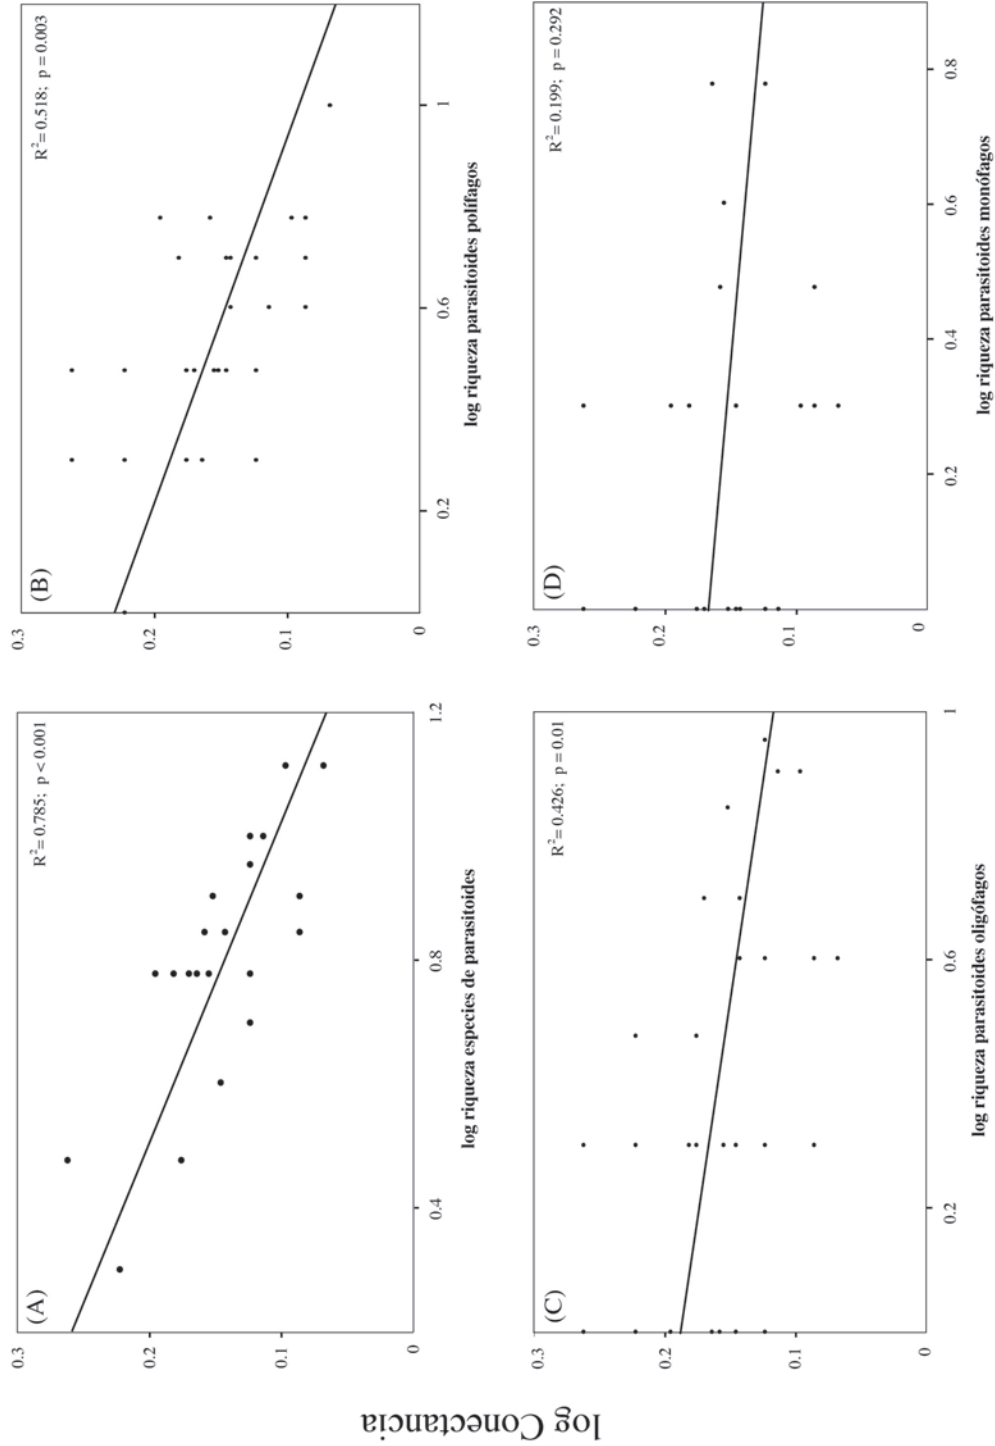 log Conectancia
(A)
R²= 0.785; p < 0.001
0.3
0.2
0.1
0
0.4
0.8
1.2
log riqueza especies de parasitoides
(B)
R²= 0.518; p = 0.003
0.3
0.2
0.1
0
0.2
0.6
1
log riqueza parasitoides polífagos
(C)
R²= 0.426; p = 0.01
0.3
0.2
0.1
0
0.2
0.6
1
log riqueza parasitoides oligófagos
(D)
R²= 0.199; p = 0.292
0.3
0.2
0.1
0
0.2
0.4
0.6
0.8
log riqueza parasitoides monófagos